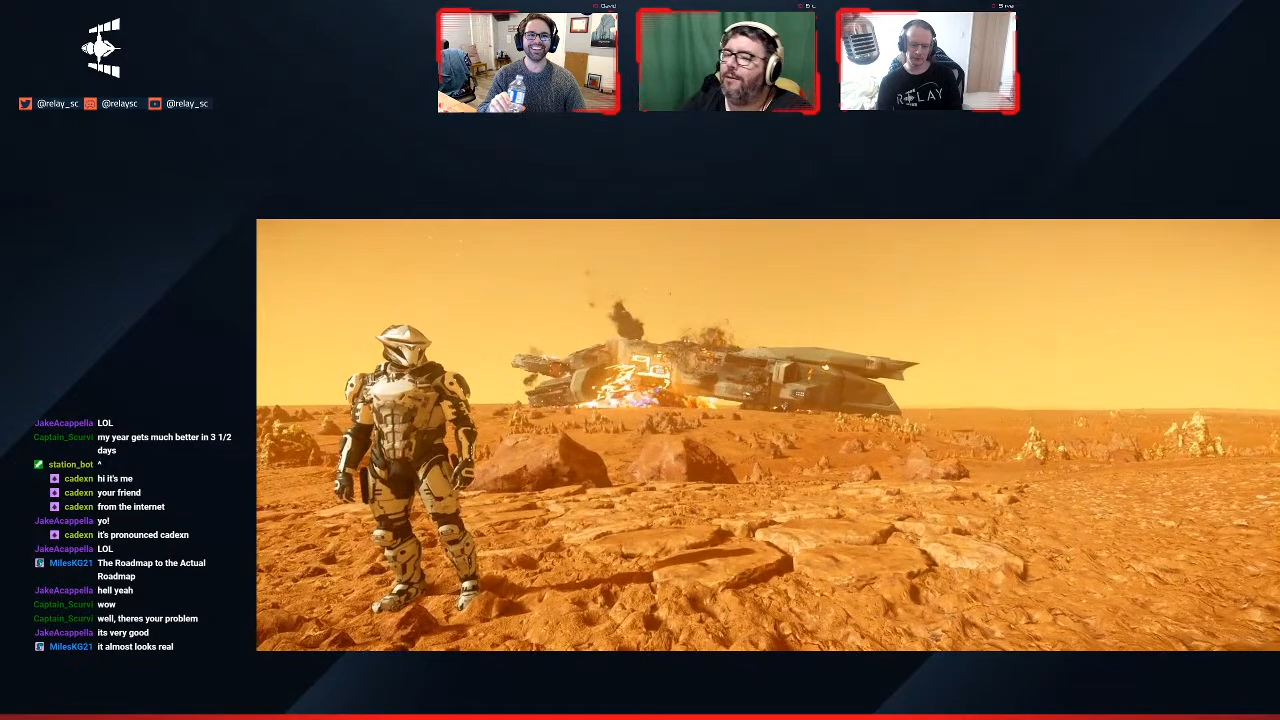 David
@relay_sc
@relaysc
@relay_sc
RELAY
JakeAcappella LOL
Captain_Scurvi my year gets much better in 3 1/2
days
station_bot ^
cadexn hi it's me
cadexn your friend
cadexn from the internet
JakeAcappella yo!
cadexn it's pronounced cadexn
JakeAcappella LOL
MilesKG21 The Roadmap to the Actual
Roadmap
JakeAcappella hell yeah
Captain_Scurvi wow
Captain_Scurvi well, theres your problem
JakeAcappella its very good
MilesKG21 it almost looks real